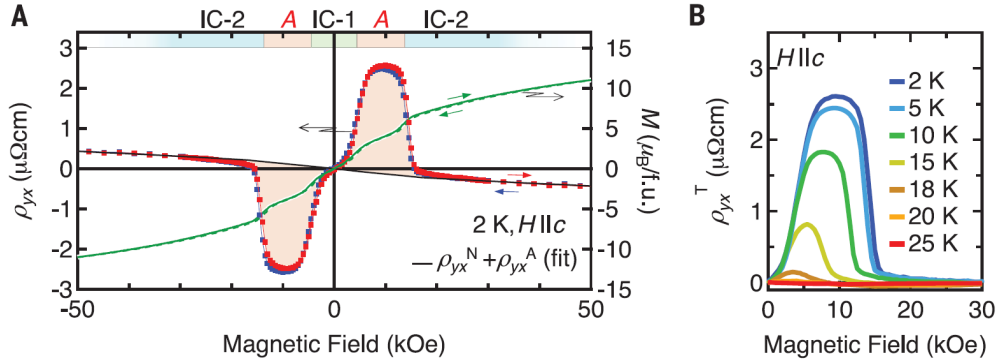 A
IC-2 A IC-1 A IC-2
3
2
1
0
-1
-2
-3
ρyx (μΩcm)
15
10
5
0
-5
-10
-15
M (μB/f.u.)
2 K, H II c
— ρyxN + ρyxA (fit)
-50 0 50
Magnetic Field (kOe)
B
H II c
3
2
1
0
ρyxT (μΩcm)
2 K
5 K
10 K
15 K
18 K
20 K
25 K
0 10 20 30
Magnetic Field (kOe)